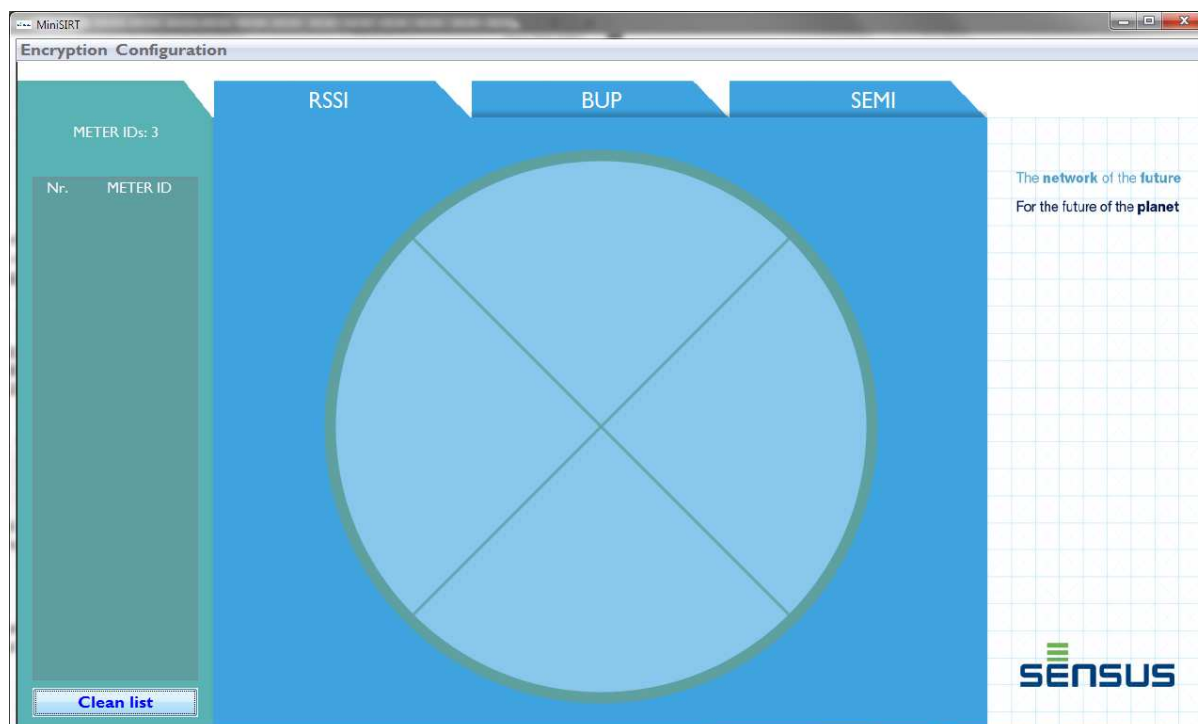 MiniSIRT
Encryption Configuration
RSSI
BUP
SEMI
METER IDs: 3
Nr. METER ID
Clean list
The network of the future
For the future of the planet
sensus